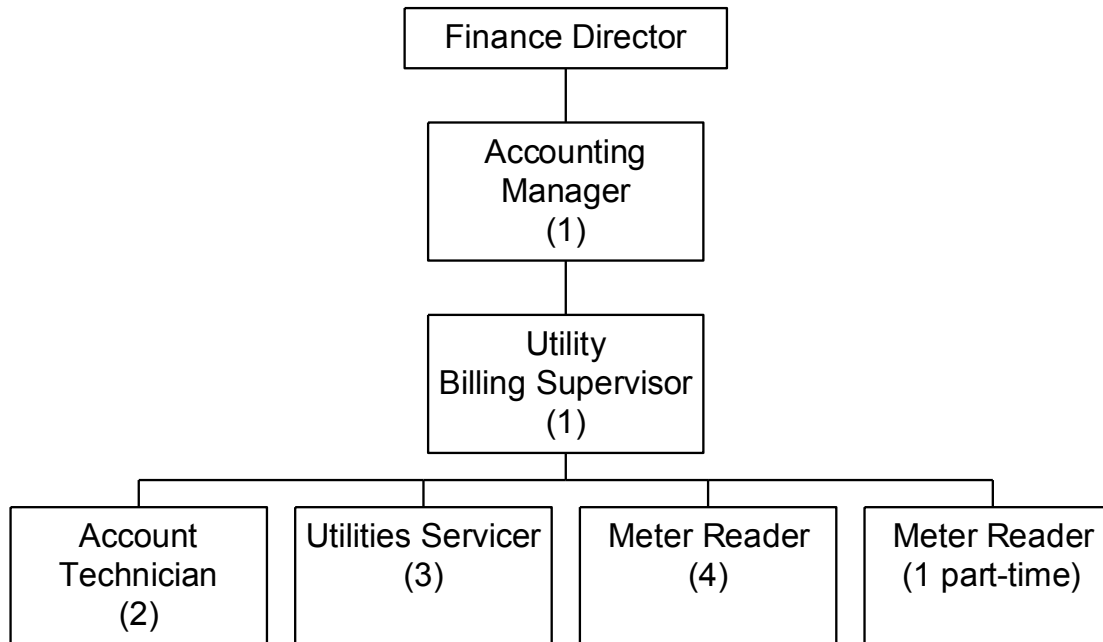 Finance Director
Accounting
Manager
(1)
Utility
Billing Supervisor
(1)
Account
Technician
(2)
Utilities Servicer
(3)
Meter Reader
(4)
Meter Reader
(1 part-time)